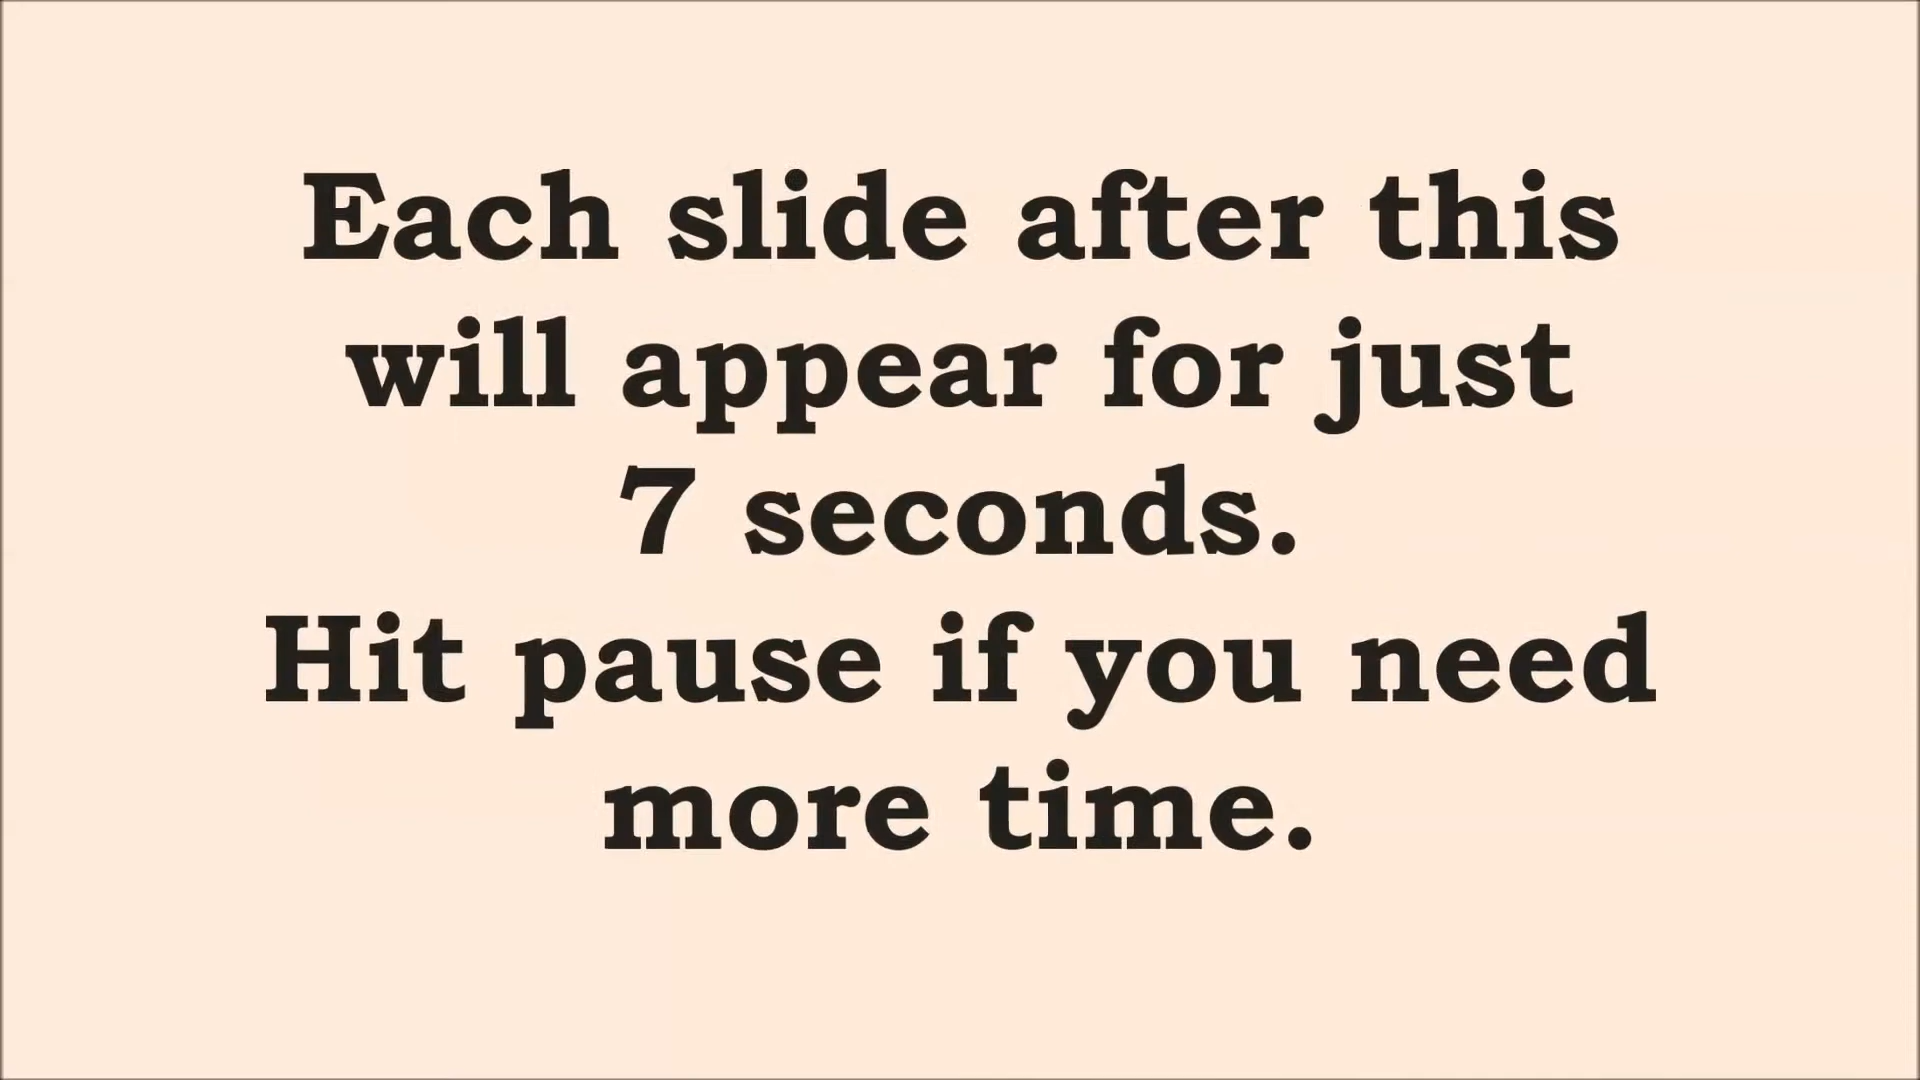 Each slide after this
will appear for just
7 seconds.
Hit pause if you need
more time.